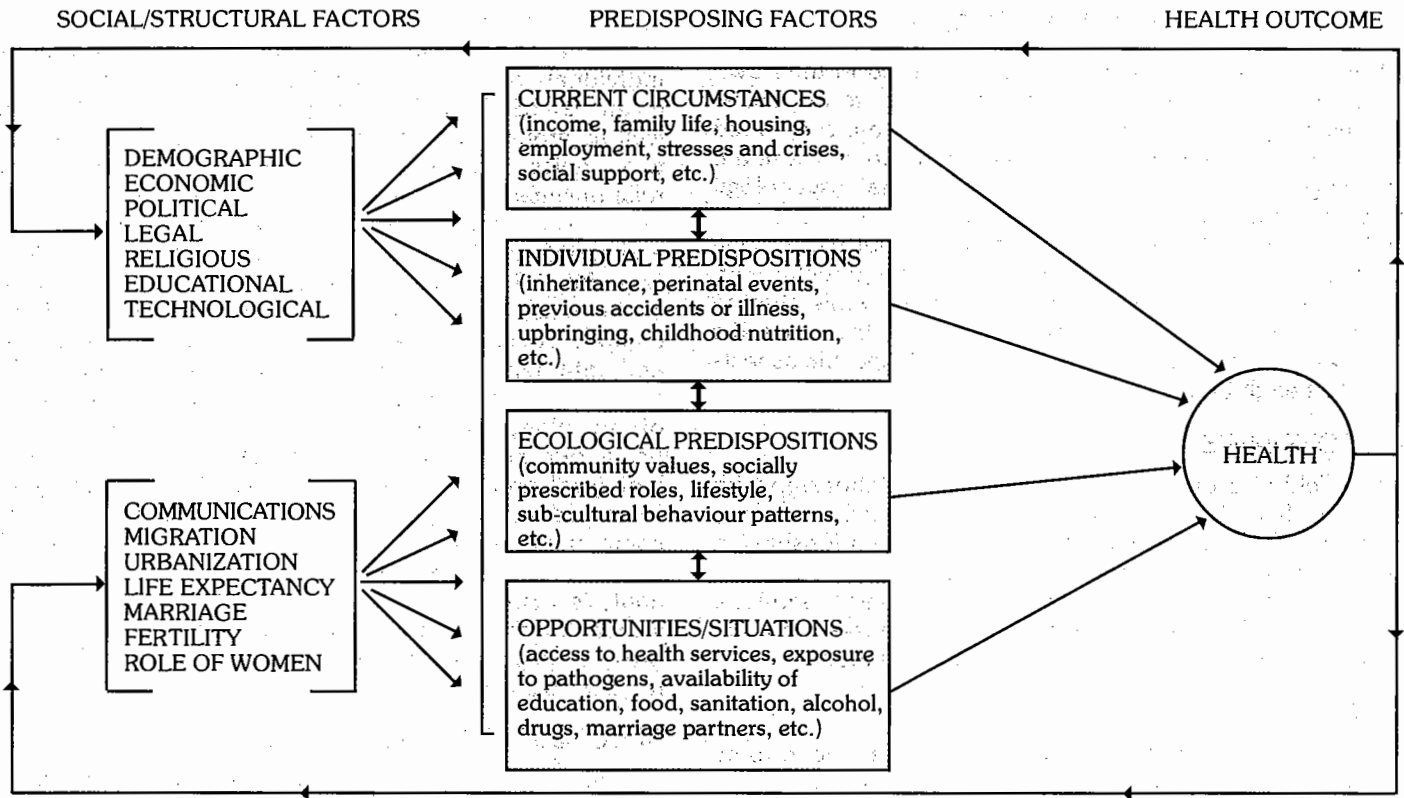 SOCIAL/STRUCTURAL FACTORS
PREDISPOSING FACTORS
HEALTH OUTCOME
DEMOGRAPHIC
ECONOMIC
POLITICAL
LEGAL
RELIGIOUS
EDUCATIONAL
TECHNOLOGICAL
COMMUNICATIONS
MIGRATION
URBANIZATION
LIFE EXPECTANCY
MARRIAGE
FERTILITY
ROLE OF WOMEN
CURRENT CIRCUMSTANCES
(income, family life, housing,
employment, stresses and crises,
social support, etc.)
INDIVIDUAL PREDISPOSITIONS
(inheritance, perinatal events,
previous accidents or illness,
upbringing, childhood nutrition,
etc.)
ECOLOGICAL PREDISPOSITIONS
(community values, socially
prescribed roles, lifestyle,
sub-cultural behaviour patterns,
etc.)
OPPORTUNITIES/SITUATIONS
(access to health services, exposure
to pathogens, availability of
education, food, sanitation, alcohol,
drugs, marriage partners, etc.)
HEALTH